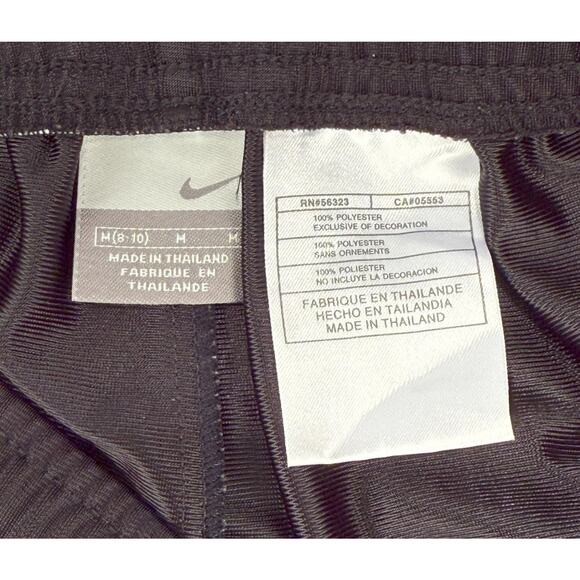 M(8-10) M M
MADE IN THAILAND
FABRIQUE EN
THAILANDE
RN#56323 CA#05553
100% POLYESTER
EXCLUSIVE OF DECORATION
100% POLYESTER
SANS ORNEMENTS
100% POLIESTER
NO INCLUYE LA DECORACION
FABRIQUE EN THAILANDE
HECHO EN TAILANDIA
MADE IN THAILAND